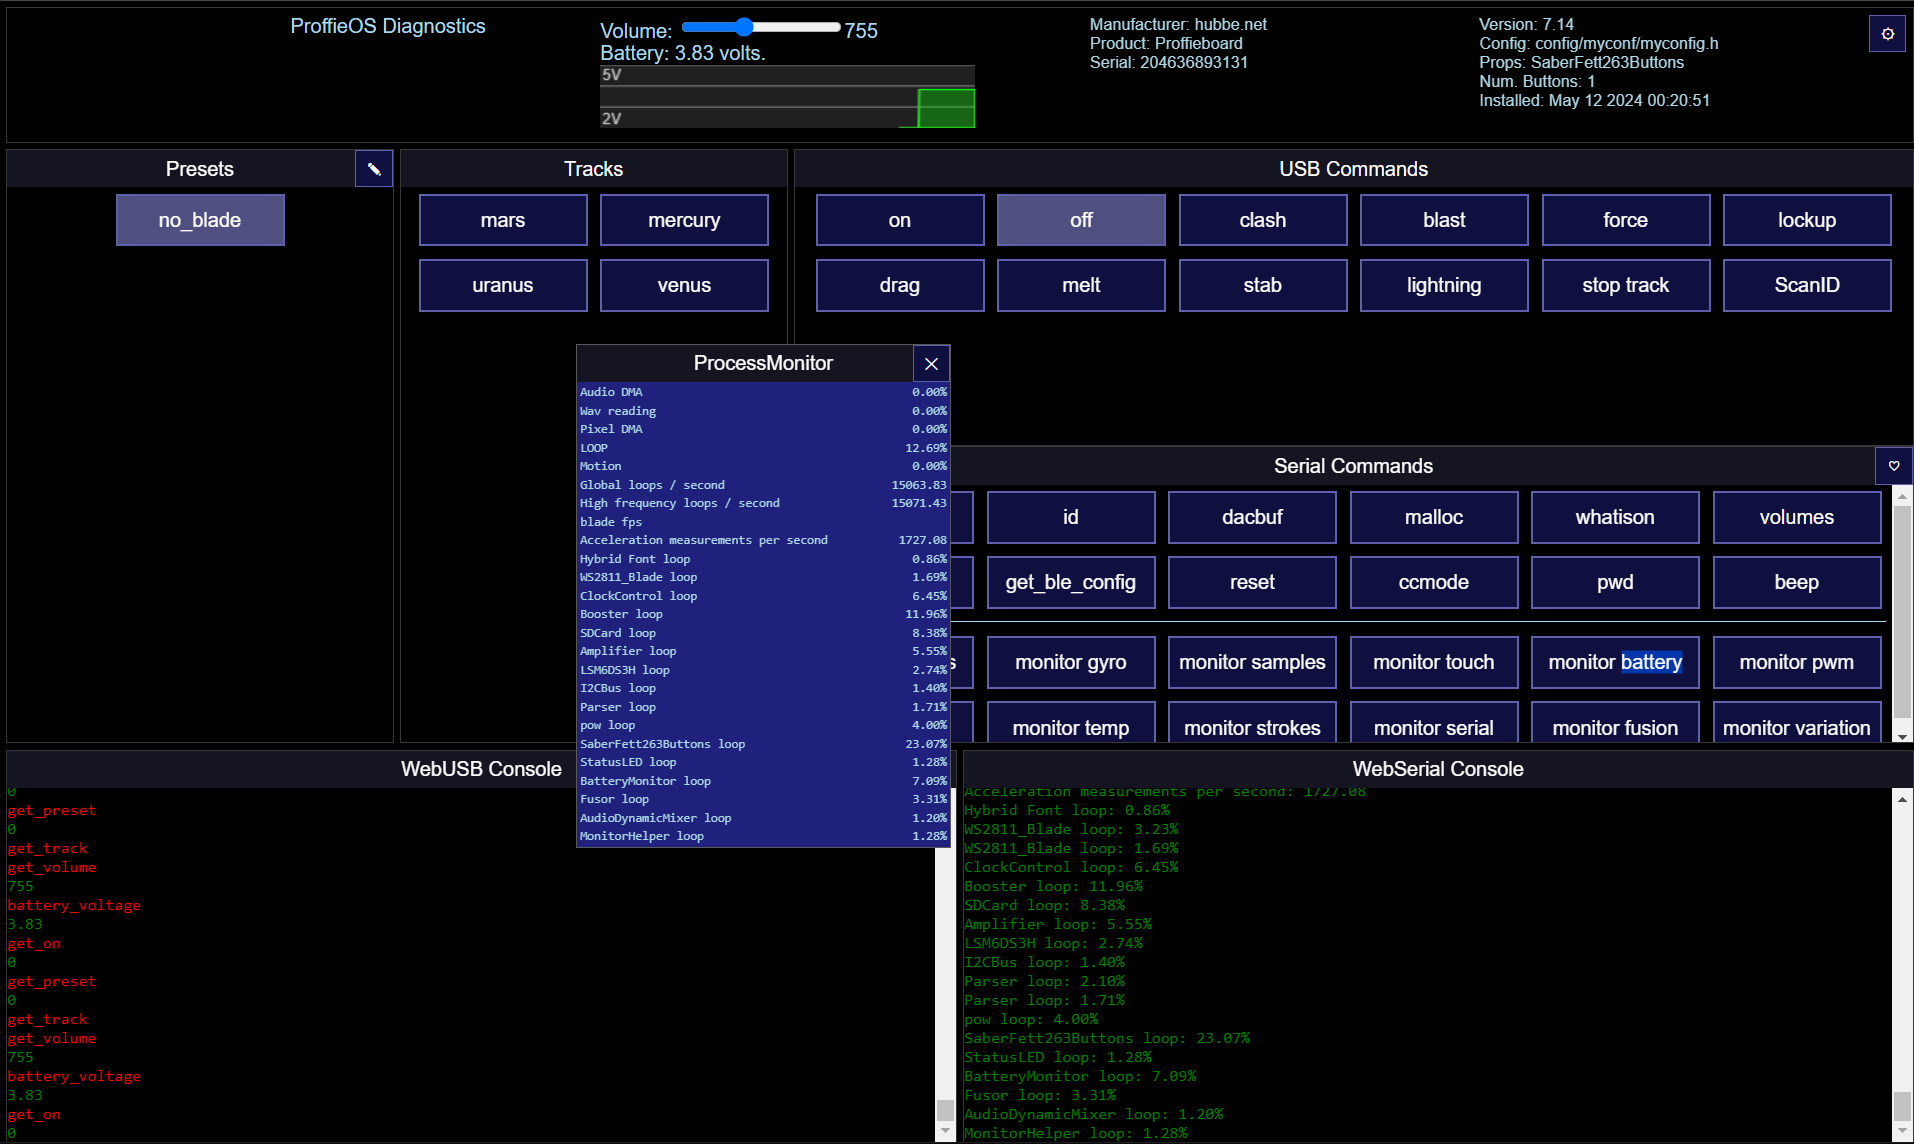 ProffieOS Diagnostics
Volume: 755
Battery: 3.83 volts.
5V
2V
Manufacturer: hubbe.net
Product: Proffieboard
Serial: 204636893131
Version: 7.14
Config: config/myconf/myconfig.h
Props: SaberFett263Buttons
Num. Buttons: 1
Installed: May 12 2024 00:20:51
Presets
no_blade
Tracks
mars mercury
uranus venus
USB Commands
on off clash blast force lockup
drag melt stab lightning stop track ScanID
ProcessMonitor
Audio DMA 0.00%
Wav reading 0.00%
Pixel DMA 0.00%
LOOP 12.69%
Motion 0.00%
Global loops / second 15063.83
High frequency loops / second 15071.43
blade fps
Acceleration measurements per second 1727.08
Hybrid Font loop 0.86%
WS2811_Blade loop 1.69%
ClockControl loop 6.45%
Booster loop 11.96%
SDCard loop 8.38%
Amplifier loop 5.55%
LSM6DS3H loop 2.74%
I2CBus loop 1.40%
Parser loop 1.71%
pow loop 4.00%
SaberFett263Buttons loop 23.07%
StatusLED loop 1.28%
BatteryMonitor loop 7.09%
Fusor loop 3.31%
AudioDynamicMixer loop 1.20%
MonitorHelper loop 1.28%
Serial Commands
id dacbuf malloc whatison volumes
get_ble_config reset ccmode pwd beep
s monitor gyro monitor samples monitor touch monitor battery monitor pwm
monitor temp monitor strokes monitor serial monitor fusion monitor variation
WebUSB Console
0
get_preset
0
get_track
get_volume
755
battery_voltage
3.83
get_on
0
get_preset
0
get_track
get_volume
755
battery_voltage
3.83
get_on
0
WebSerial Console
Acceleration measurements per second: 1727.08
Hybrid Font loop: 0.86%
WS2811_Blade loop: 3.23%
WS2811_Blade loop: 1.69%
ClockControl loop: 6.45%
Booster loop: 11.96%
SDCard loop: 8.38%
Amplifier loop: 5.55%
LSM6DS3H loop: 2.74%
I2CBus loop: 1.40%
Parser loop: 2.10%
Parser loop: 1.71%
pow loop: 4.00%
SaberFett263Buttons loop: 23.07%
StatusLED loop: 1.28%
BatteryMonitor loop: 7.09%
Fusor loop: 3.31%
AudioDynamicMixer loop: 1.20%
MonitorHelper loop: 1.28%